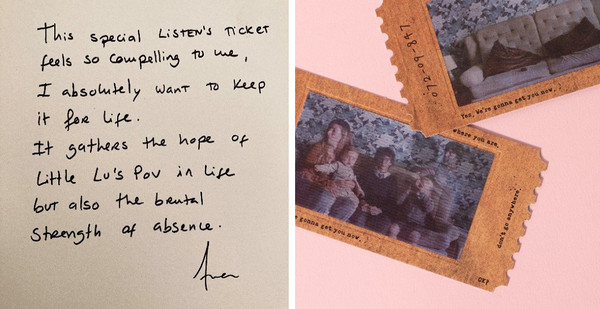 This special LISTEN'S TICKET
feels so compelling to me,
I absolutely want to keep
it for life.
It gathers the hope of
Little Lu's Pov in life
but also the brutal
strength of absence.
072-09-847
Yes, We're gonna get you now.
where you are.
don't go anywhere.
gonna get you now.